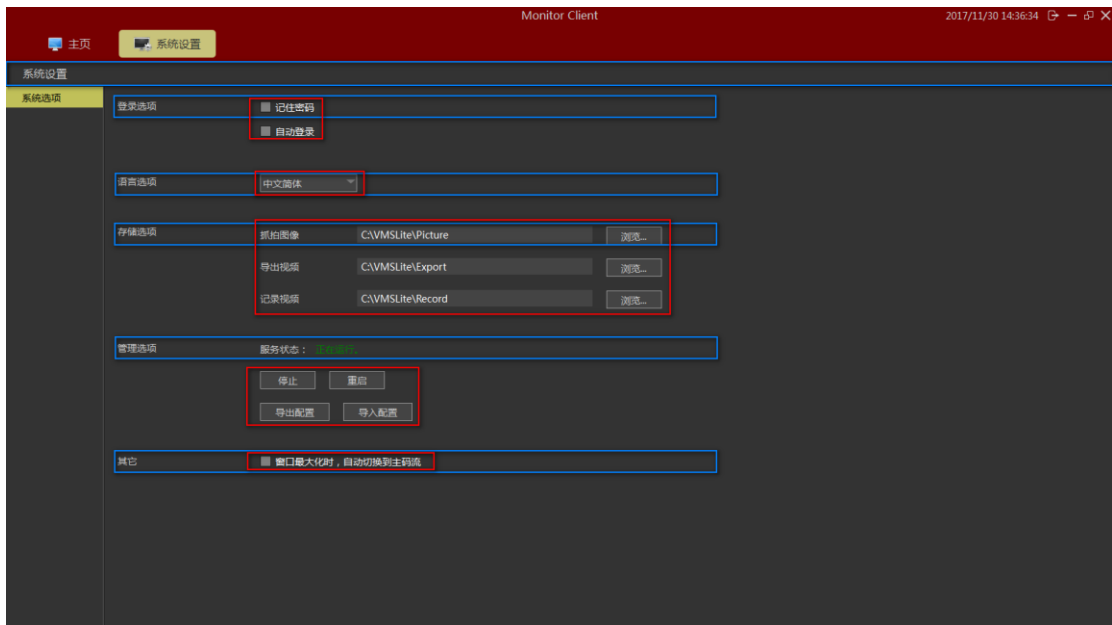 Monitor Client 2017/11/30 14:36:34
主页 系统设置
系统设置
系统选项
登录选项 记住密码
自动登录
语言选项 中文简体
存储选项 抓拍图像 C:\VMSLite\Picture 浏览...
导出视频 C:\VMSLite\Export 浏览...
记录视频 C:\VMSLite\Record 浏览...
管理选项 服务状态： 正在运行。
停止 重启
导出配置 导入配置
其它 窗口最大化时，自动切换到主码流